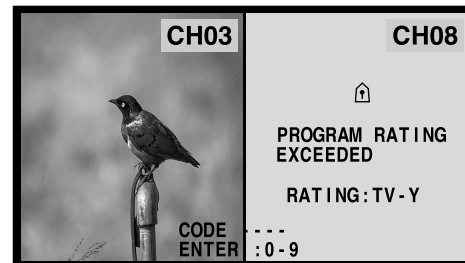 CH03
CH08
PROGRAM RATING
EXCEEDED
RATING:TV-Y
CODE ----
ENTER :0-9